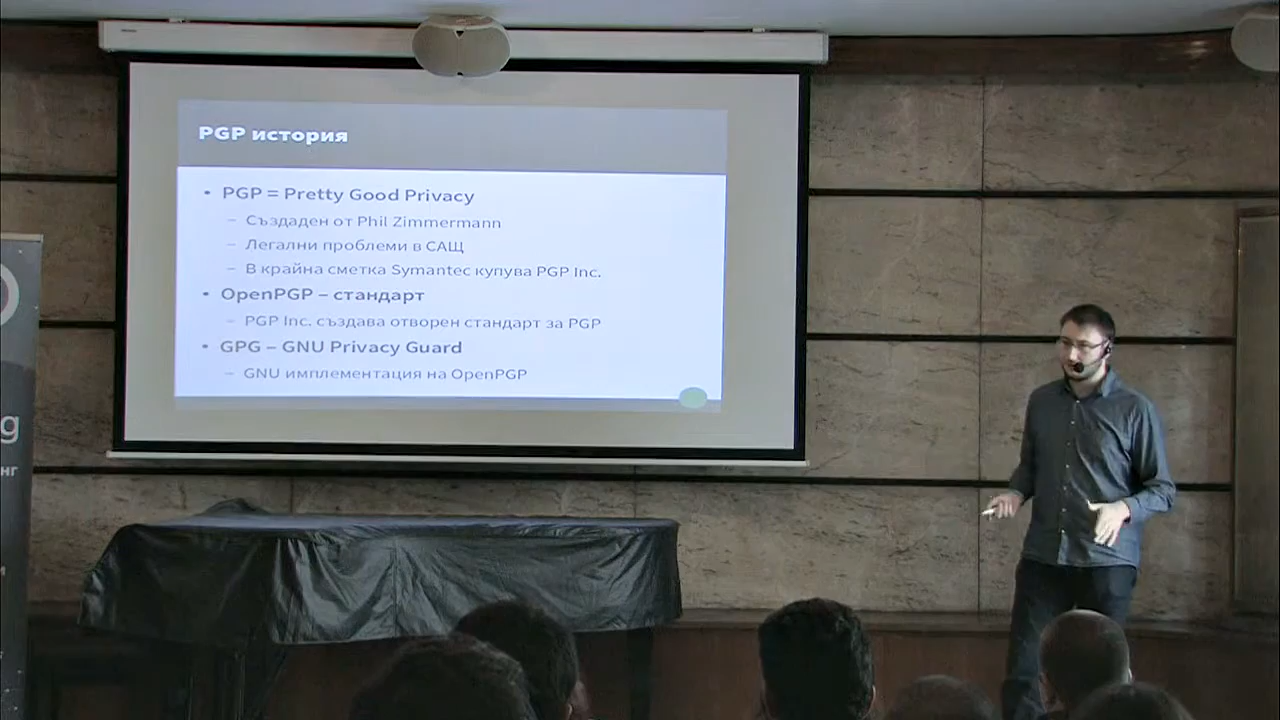 PGP история
• PGP = Pretty Good Privacy
– Създаден от Phil Zimmermann
– Легални проблеми в САЩ
– В крайна сметка Symantec купува PGP Inc.
• OpenPGP – стандарт
– PGP Inc. създава отворен стандарт за PGP
• GPG – GNU Privacy Guard
– GNU имплементация на OpenPGP
g
нг